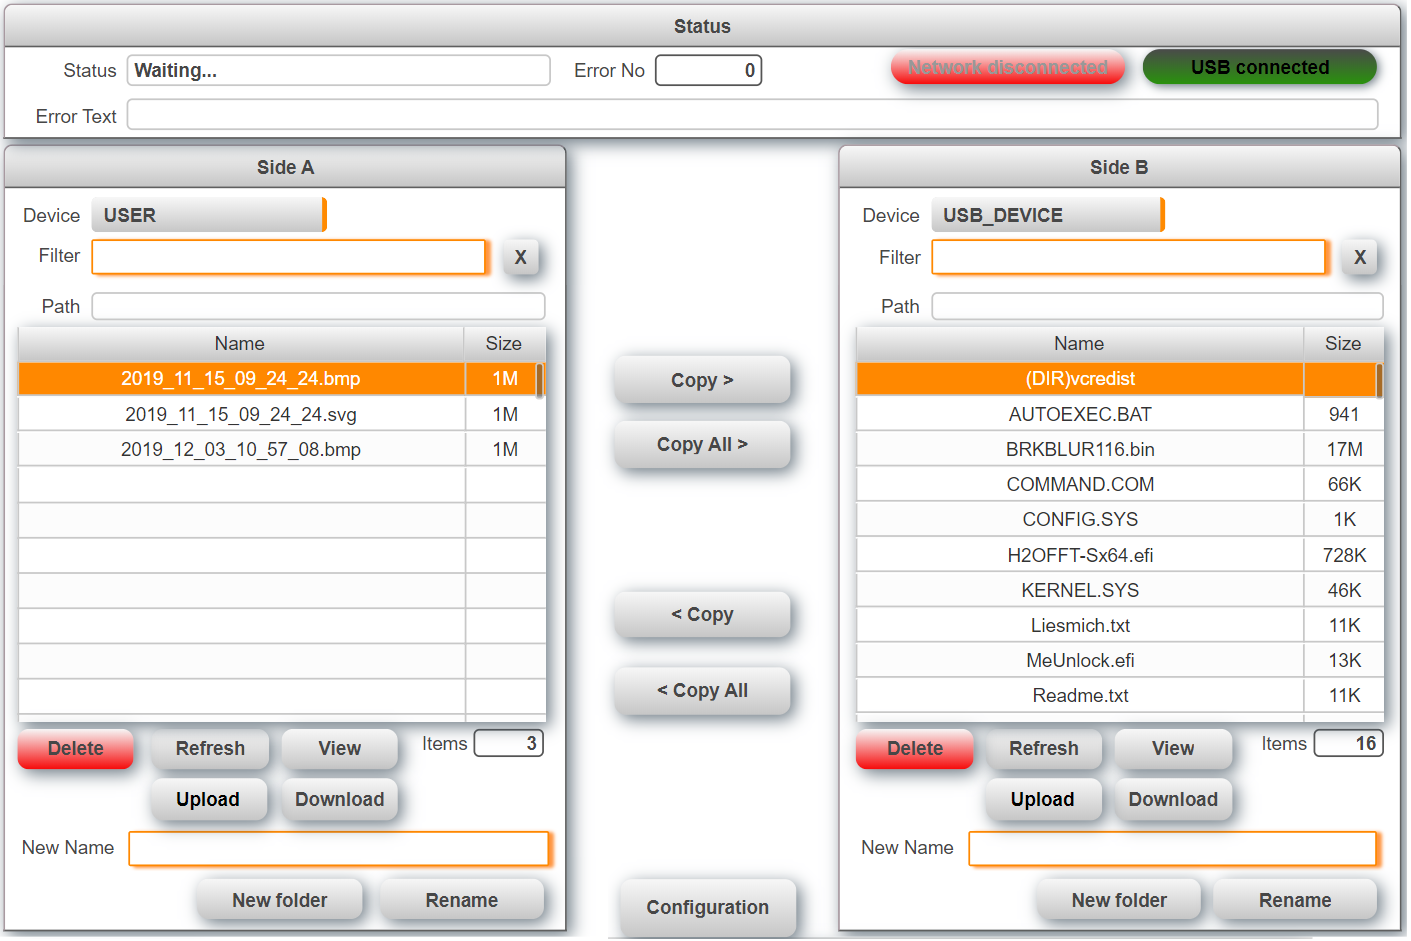 Status
Status Waiting... Error No 0 Network disconnected USB connected
Error Text
Side A
Device USER
Filter X
Path
Name Size
2019_11_15_09_24_24.bmp 1M
2019_11_15_09_24_24.svg 1M
2019_12_03_10_57_08.bmp 1M
Delete Refresh View Items 3
Upload Download
New Name
New folder Rename
Copy >
Copy All >
< Copy
< Copy All
Configuration
Side B
Device USB_DEVICE
Filter X
Path
Name Size
(DIR)vcredist
AUTOEXEC.BAT 941
BRKBLUR116.bin 17M
COMMAND.COM 66K
CONFIG.SYS 1K
H2OFFT-Sx64.efi 728K
KERNEL.SYS 46K
Liesmich.txt 11K
MeUnlock.efi 13K
Readme.txt 11K
Delete Refresh View Items 16
Upload Download
New Name
New folder Rename